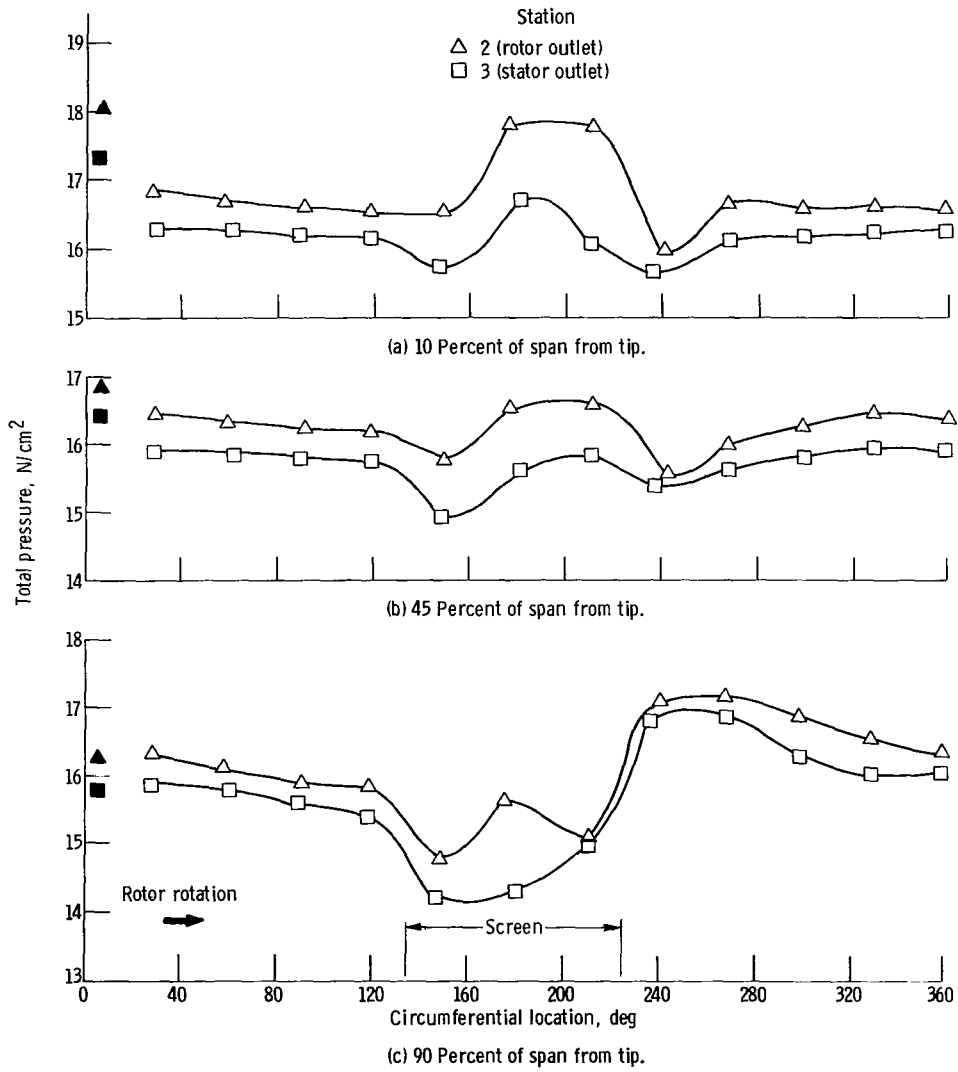 Station
2 (rotor outlet)
3 (stator outlet)
19
18
17
16
15
(a) 10 Percent of span from tip.
17
16
15
14
(b) 45 Percent of span from tip.
Total pressure, N/cm²
18
17
16
15
14
13
Rotor rotation
Screen
0 40 80 120 160 200 240 280 320 360
Circumferential location, deg
(c) 90 Percent of span from tip.